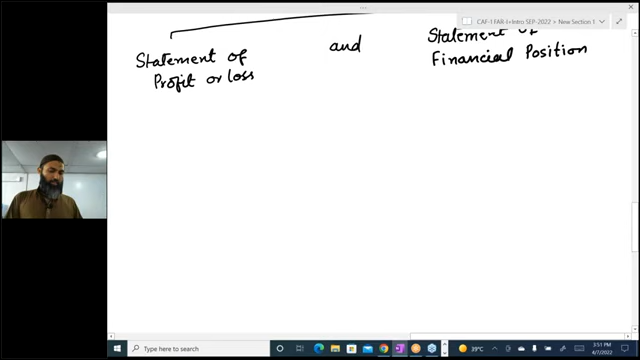 CAF-1 FAR-I+Intro SEP-2022 > New Section 1
Statement of
Profit or loss
and
Statement of
Financial Position
Type here to search
39°C
3:51 PM
4/7/2022